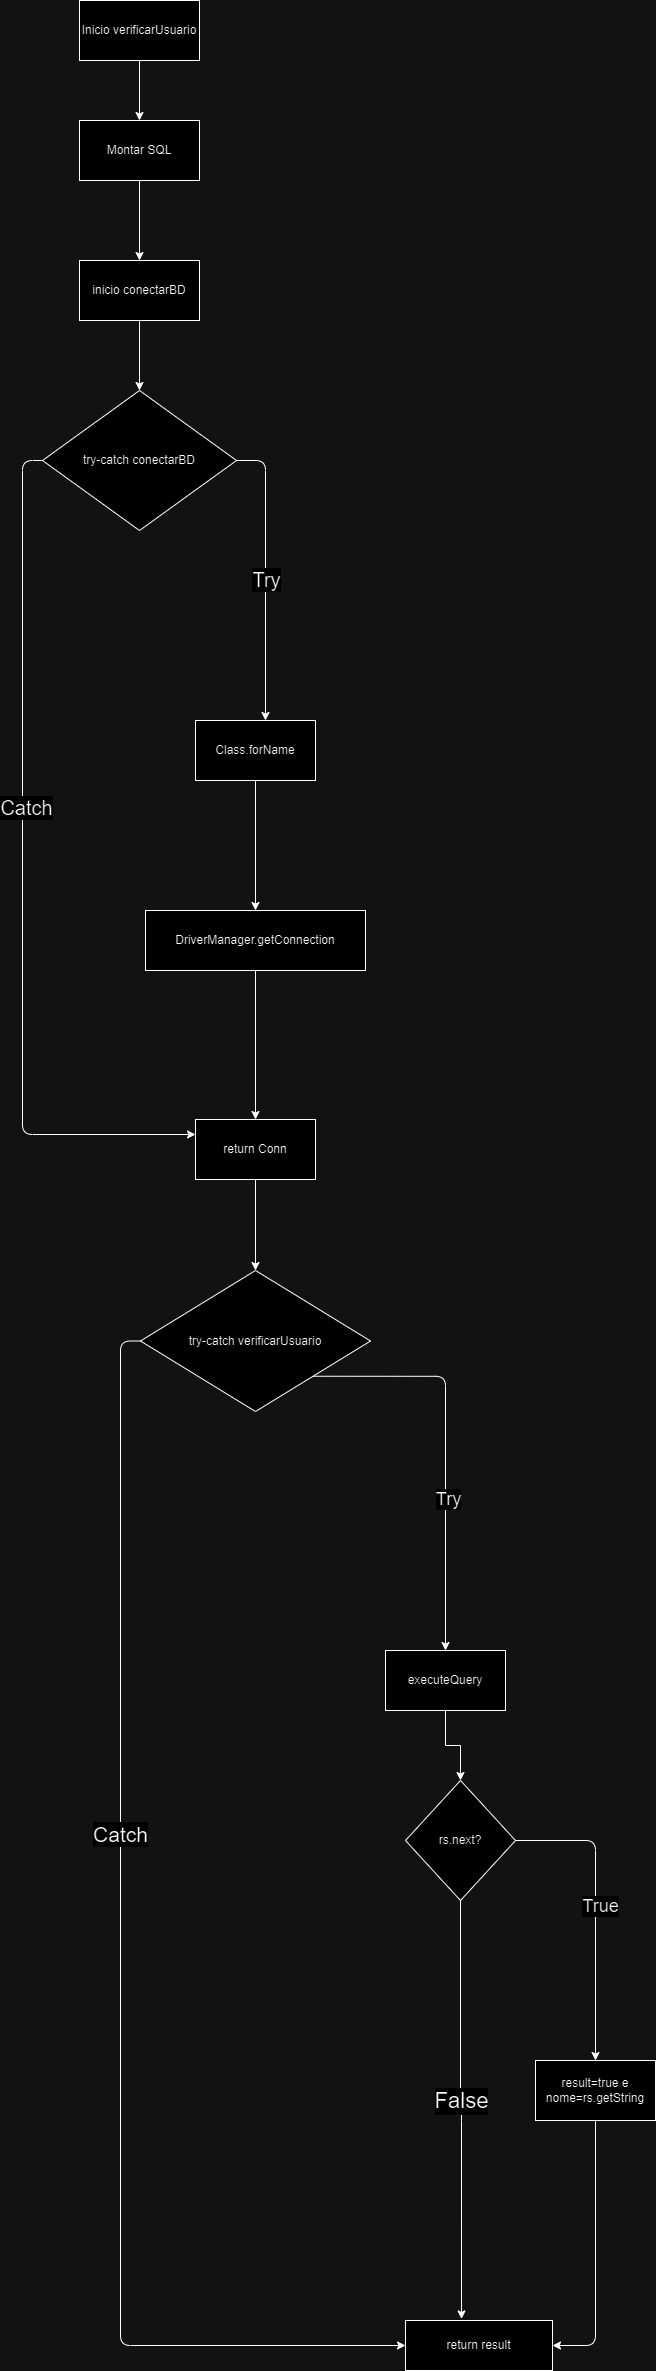 Inicio verificarUsuario
Montar SQL
inicio conectarBD
try-catch conectarBD
Try
Class.forName
Catch
DriverManager.getConnection
return Conn
try-catch verificarUsuario
Try
executeQuery
Catch
rs.next?
True
result=true e
nome=rs.getString
False
return result